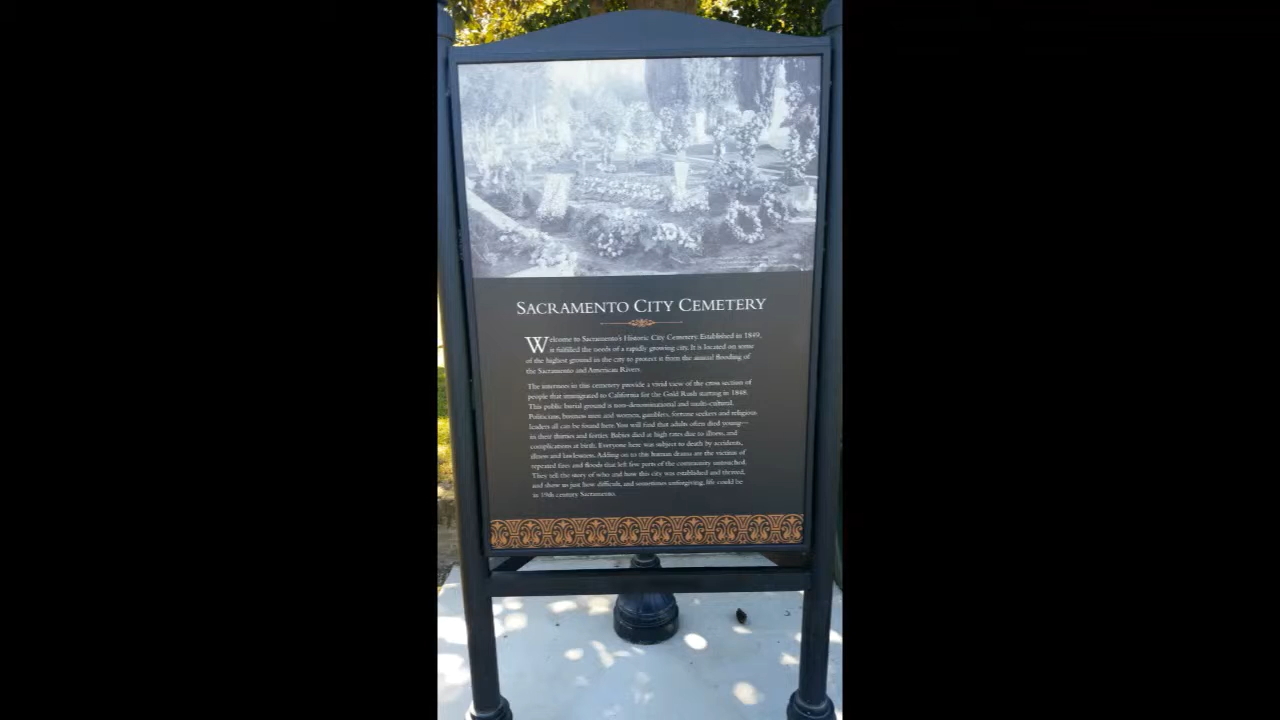 SACRAMENTO CITY CEMETERY
Welcome to Sacramento's Historic City Cemetery. Established in 1849,
it fulfilled the needs of a rapidly growing city. It is located on some
of the highest ground in the city to protect it from the annual flooding of
the Sacramento and American Rivers.
The interments in this cemetery provide a vivid view of the cross section of
people that immigrated to California for the Gold Rush starting in 1848.
This public burial ground is non-denominational and multi-cultural.
Politicians, business men and women, gamblers, fortune seekers and religious
leaders all can be found here. You will find that adults often died young—
in their thirties and forties. Babies died at high rates due to illness, and
complications at birth. Everyone here was subject to death by accidents,
illness and lawlessness. Adding on to this human drama are the victims of
repeated fires and floods that left few parts of the community untouched.
They tell the story of who and how this city was established and thrived,
and show us just how difficult, and sometimes unforgiving, life could be
in 19th century Sacramento.